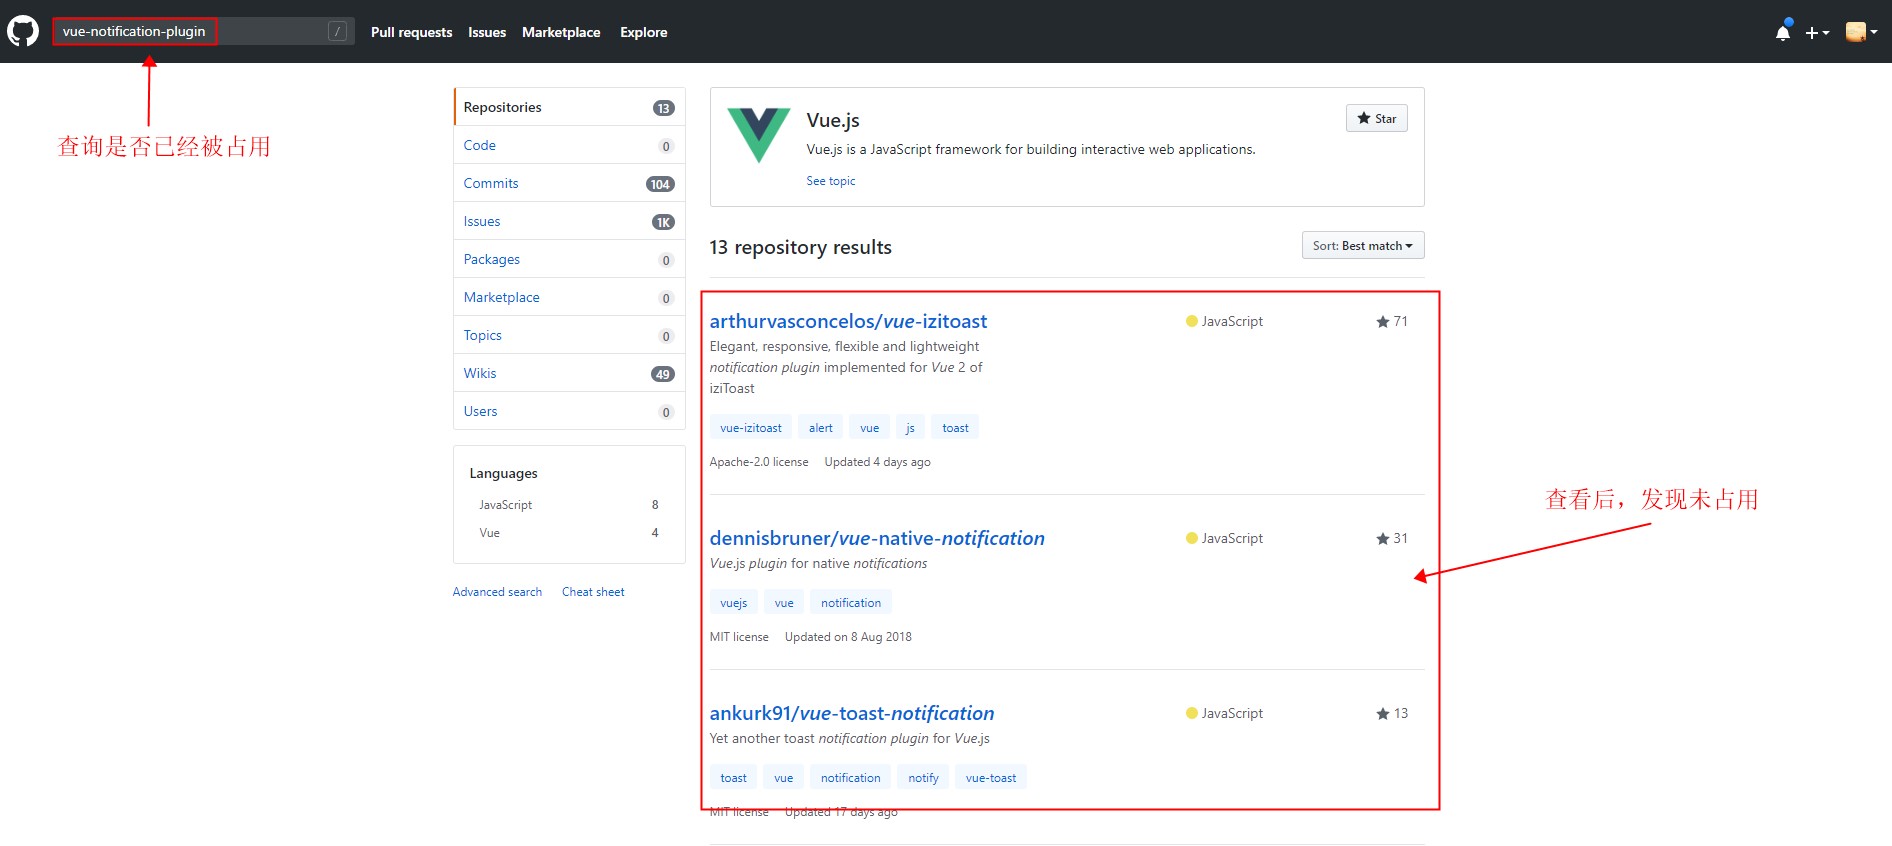 vue-notification-plugin
/
Pull requests Issues Marketplace Explore
查询是否已经被占用
Repositories 13
Code 0
Commits 104
Issues 1K
Packages 0
Marketplace 0
Topics 0
Wikis 49
Users 0
Languages
JavaScript 8
Vue 4
Advanced search Cheat sheet
Vue.js
Star
Vue.js is a JavaScript framework for building interactive web applications.
See topic
13 repository results
Sort: Best match
arthurvasconcelos/vue-izitoast
JavaScript
71
Elegant, responsive, flexible and lightweight
notification plugin implemented for Vue 2 of
iziToast
vue-izitoast alert vue js toast
Apache-2.0 license Updated 4 days ago
dennisbruner/vue-native-notification
JavaScript
31
Vue.js plugin for native notifications
vuejs vue notification
MIT license Updated on 8 Aug 2018
ankurk91/vue-toast-notification
JavaScript
13
Yet another toast notification plugin for Vue.js
toast vue notification notify vue-toast
MIT license Updated 17 days ago
查看后，发现未占用